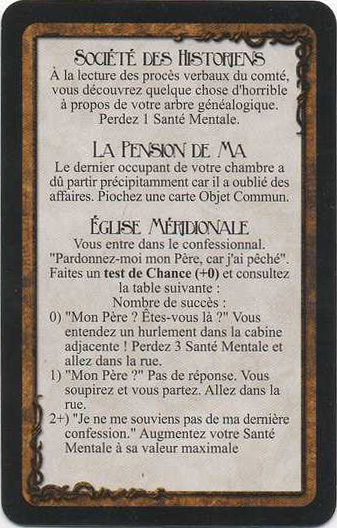 Société des Historiens
À la lecture des procès verbaux du comté,
vous découvrez quelque chose d'horrible
à propos de votre arbre généalogique.
Perdez 1 Santé Mentale.
La Pension de Ma
Le dernier occupant de votre chambre a
dû partir précipitamment car il a oublié des
affaires. Piochez une carte Objet Commun.
Église Méridionale
Vous entre dans le confessionnal.
"Pardonnez-moi mon Père, car j'ai pêché".
Faites un test de Chance (+0) et consultez
la table suivante :
Nombre de succès :
0) "Mon Père ? Êtes-vous là ?" Vous
entendez un hurlement dans la cabine
adjacente ! Perdez 3 Santé Mentale et
allez dans la rue.
1) "Mon Père ?" Pas de réponse. Vous
soupirez et vous partez. Allez dans la
rue.
2+) "Je ne me souviens pas de ma dernière
confession." Augmentez votre Santé
Mentale à sa valeur maximale